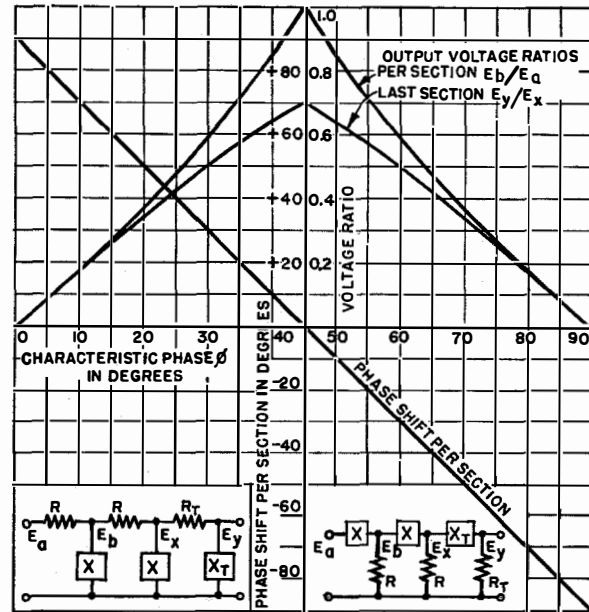 1.0
OUTPUT VOLTAGE RATIOS
PER SECTION Eb/Ea
LAST SECTION Ey/Ex
+80
0.8
+60
0.6
+40
0.4
+20
0.2
VOLTAGE RATIO
0 10 20 30 50 60 70 80 90
CHARACTERISTIC PHASE Ø
IN DEGREES
PHASE SHIFT PER SECTION IN DEGREES
-20
-40
-60
-80
PHASE SHIFT PER SECTION
R R RT
Ea Eb Ex Ey
X X XT
X X XT
Ea Eb Ex Ey
R R RT